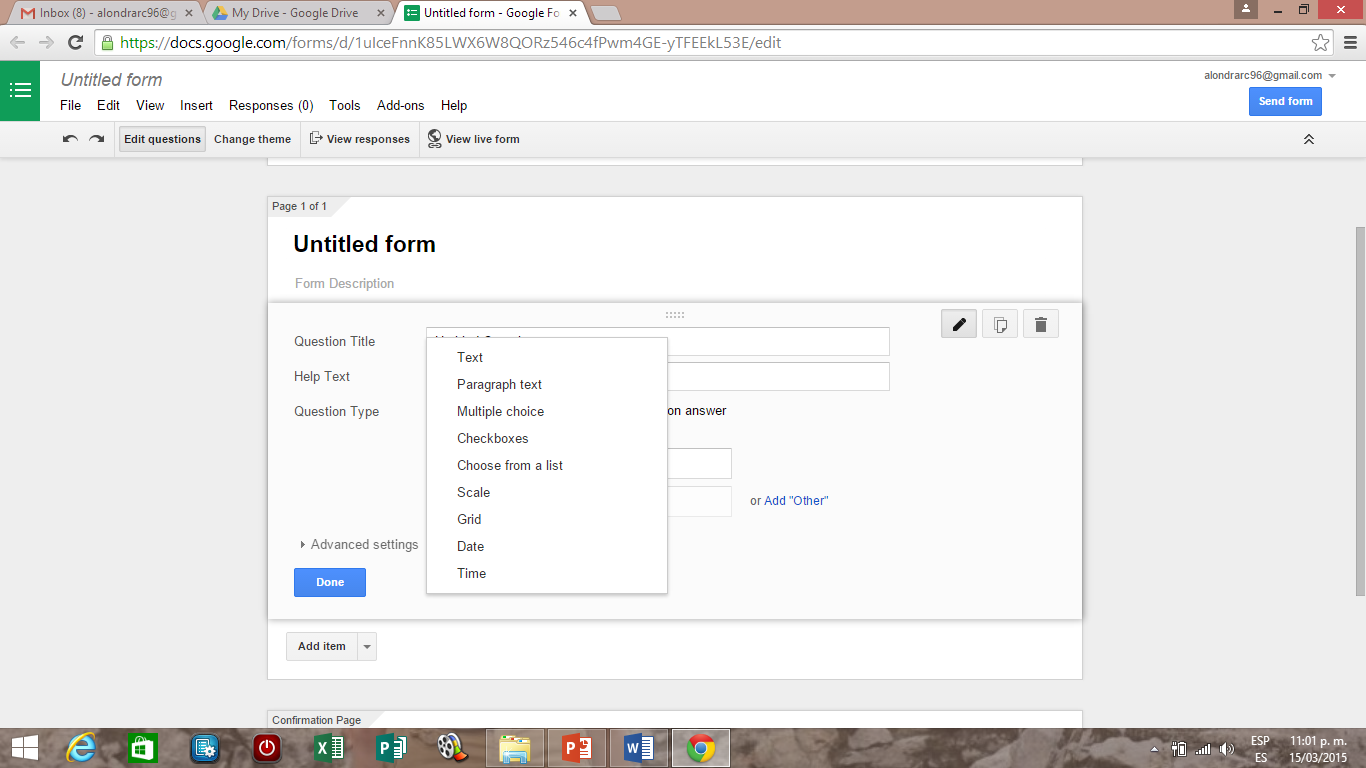 Inbox (8) - alondrarc96@g
My Drive - Google Drive
Untitled form - Google Fo
https://docs.google.com/forms/d/1uIceFnnK85LWX6W8QORz546c4fPwm4GE-yTFEEkL53E/edit
Untitled form
alondrarc96@gmail.com
File Edit View Insert Responses (0) Tools Add-ons Help
Send form
Edit questions Change theme View responses View live form
Page 1 of 1
Untitled form
Form Description
Question Title
Help Text
Question Type
on answer
Text
Paragraph text
Multiple choice
Checkboxes
Choose from a list
Scale
Grid
Date
Time
or Add "Other"
Advanced settings
Done
Add item
Confirmation Page
ESP 11:01 p. m.
ES 15/03/2015